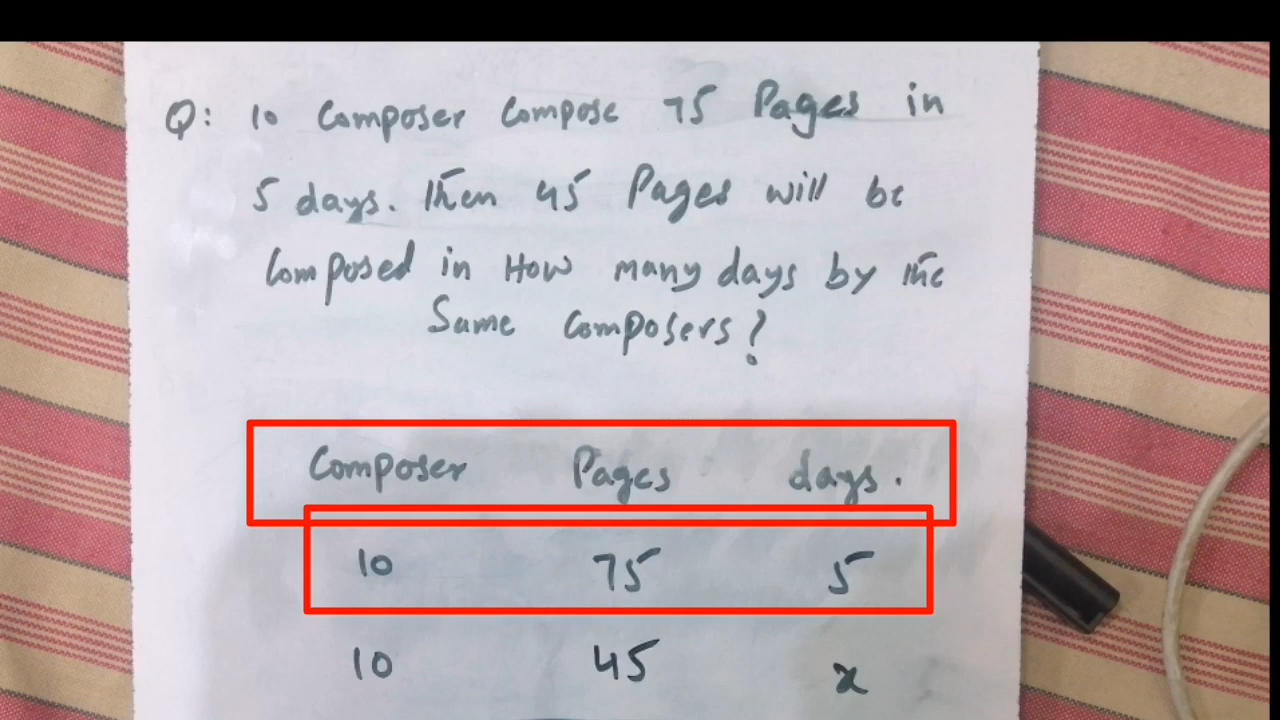 Q: 10 Composer Compose 75 Pages in
5 days. Then 45 Pages will be
Composed in How many days by the
Same Composers?
Composer Pages days.
10 75 5
10 45 x